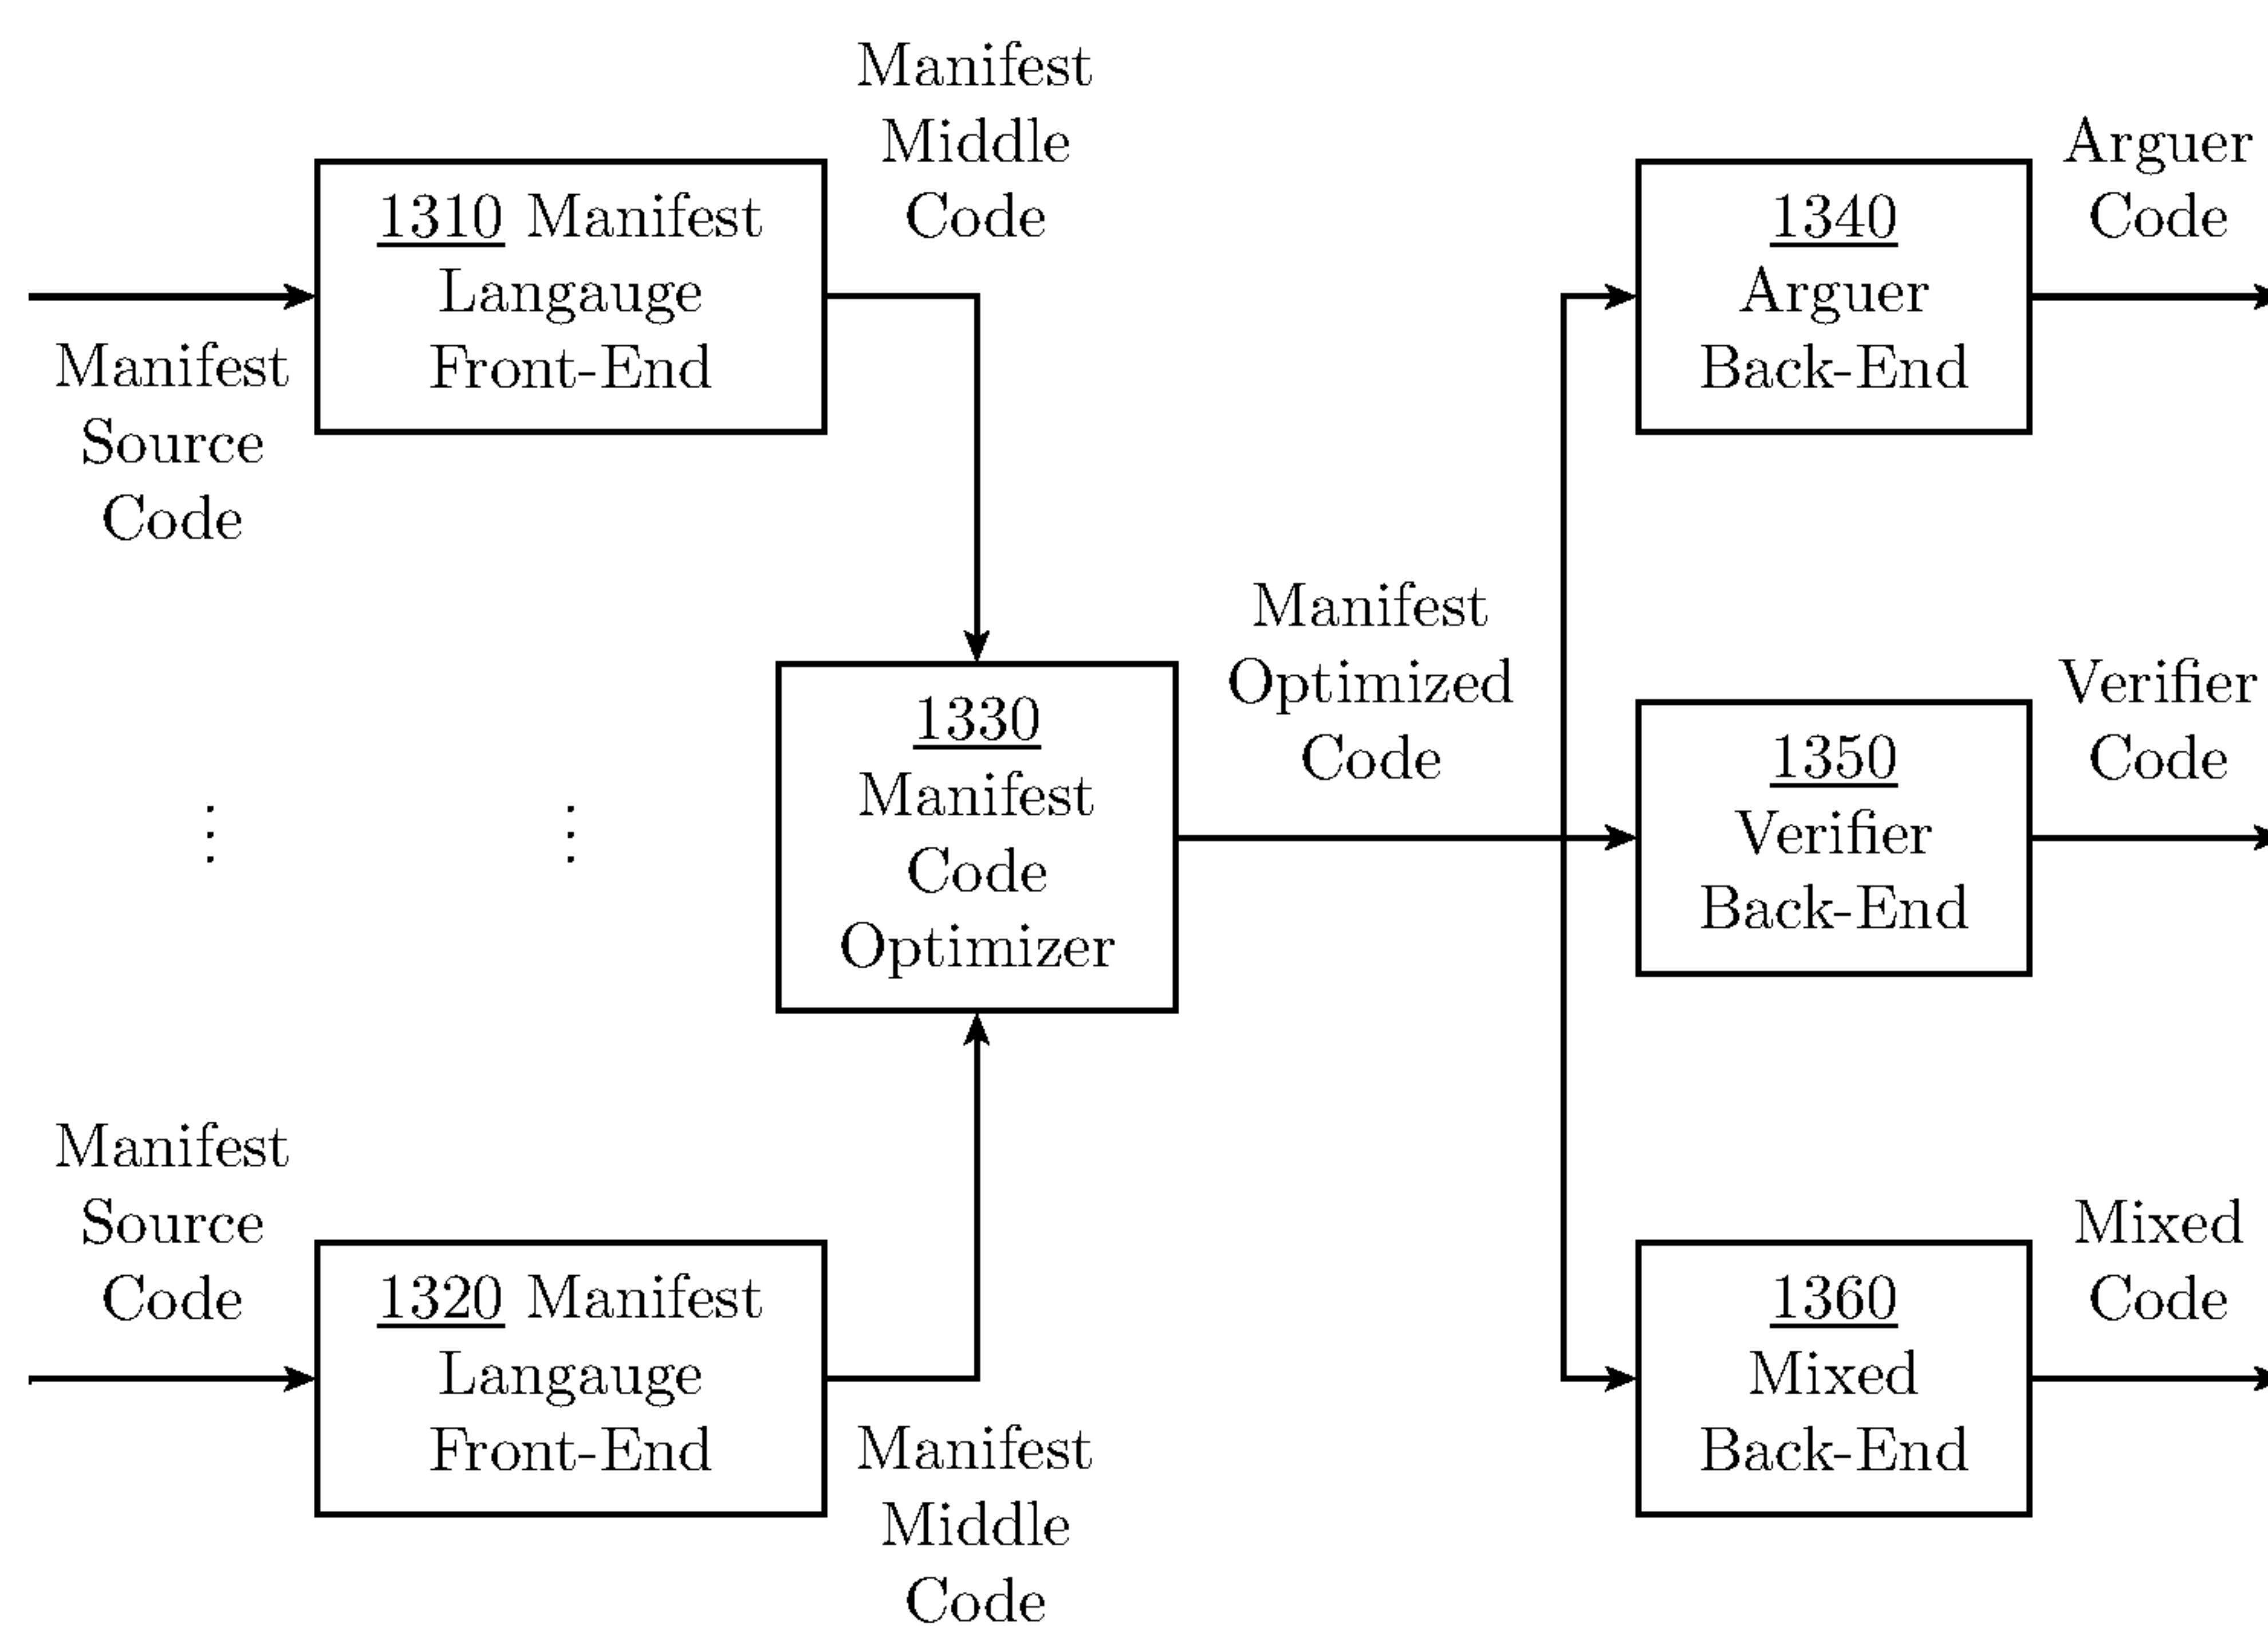 Manifest
Middle
Code
1310 Manifest
Langauge
Front-End
Manifest
Source
Code
1340
Arguer
Back-End
Arguer
Code
Manifest
Optimized
Code
1330
Manifest
Code
Optimizer
1350
Verifier
Back-End
Verifier
Code
Manifest
Source
Code
1320 Manifest
Langauge
Front-End
Manifest
Middle
Code
1360
Mixed
Back-End
Mixed
Code